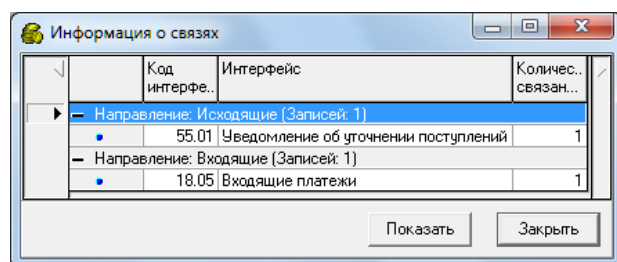 Информация о связях
Код интерфе.. Интерфейс Количес.. связан...
Направление: Исходящие (Записей: 1)
55.01 Уведомление об уточнении поступлений 1
Направление: Входящие (Записей: 1)
18.05 Входящие платежи 1
Показать Закрыть